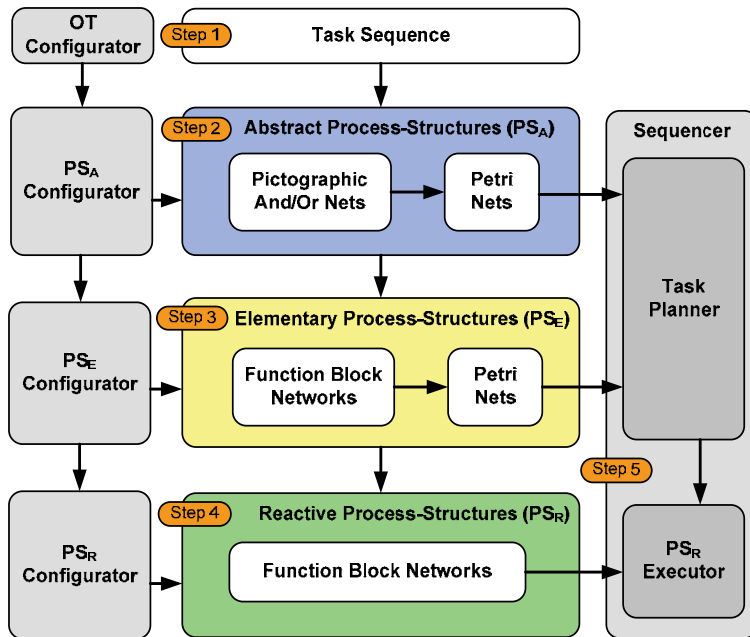 OT
Configurator
Step 1
Task Sequence
Step 2
Abstract Process-Structures (PSA)
Sequencer
PSA
Configurator
Pictographic
And/Or Nets
Petri
Nets
Task
Planner
Step 3
Elementary Process-Structures (PSE)
PSE
Configurator
Function Block
Networks
Petri
Nets
Step 5
Step 4
Reactive Process-Structures (PSR)
PSR
Configurator
Function Block Networks
PSR
Executor